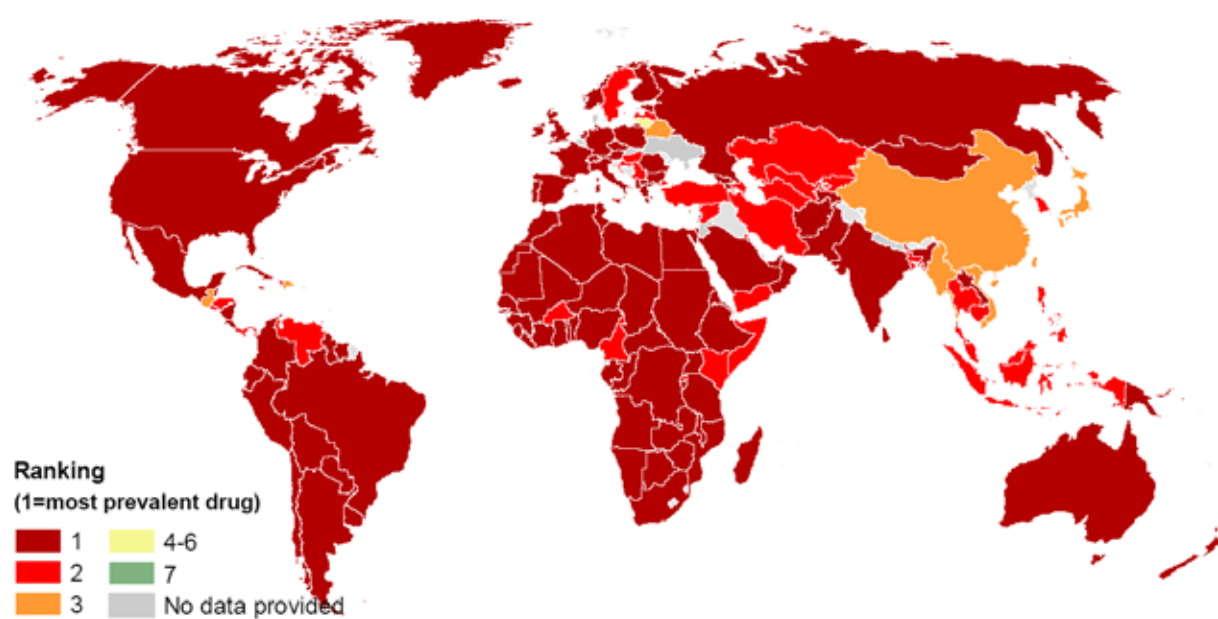 Ranking
(1=most prevalent drug)
1
4-6
2
7
3
No data provided